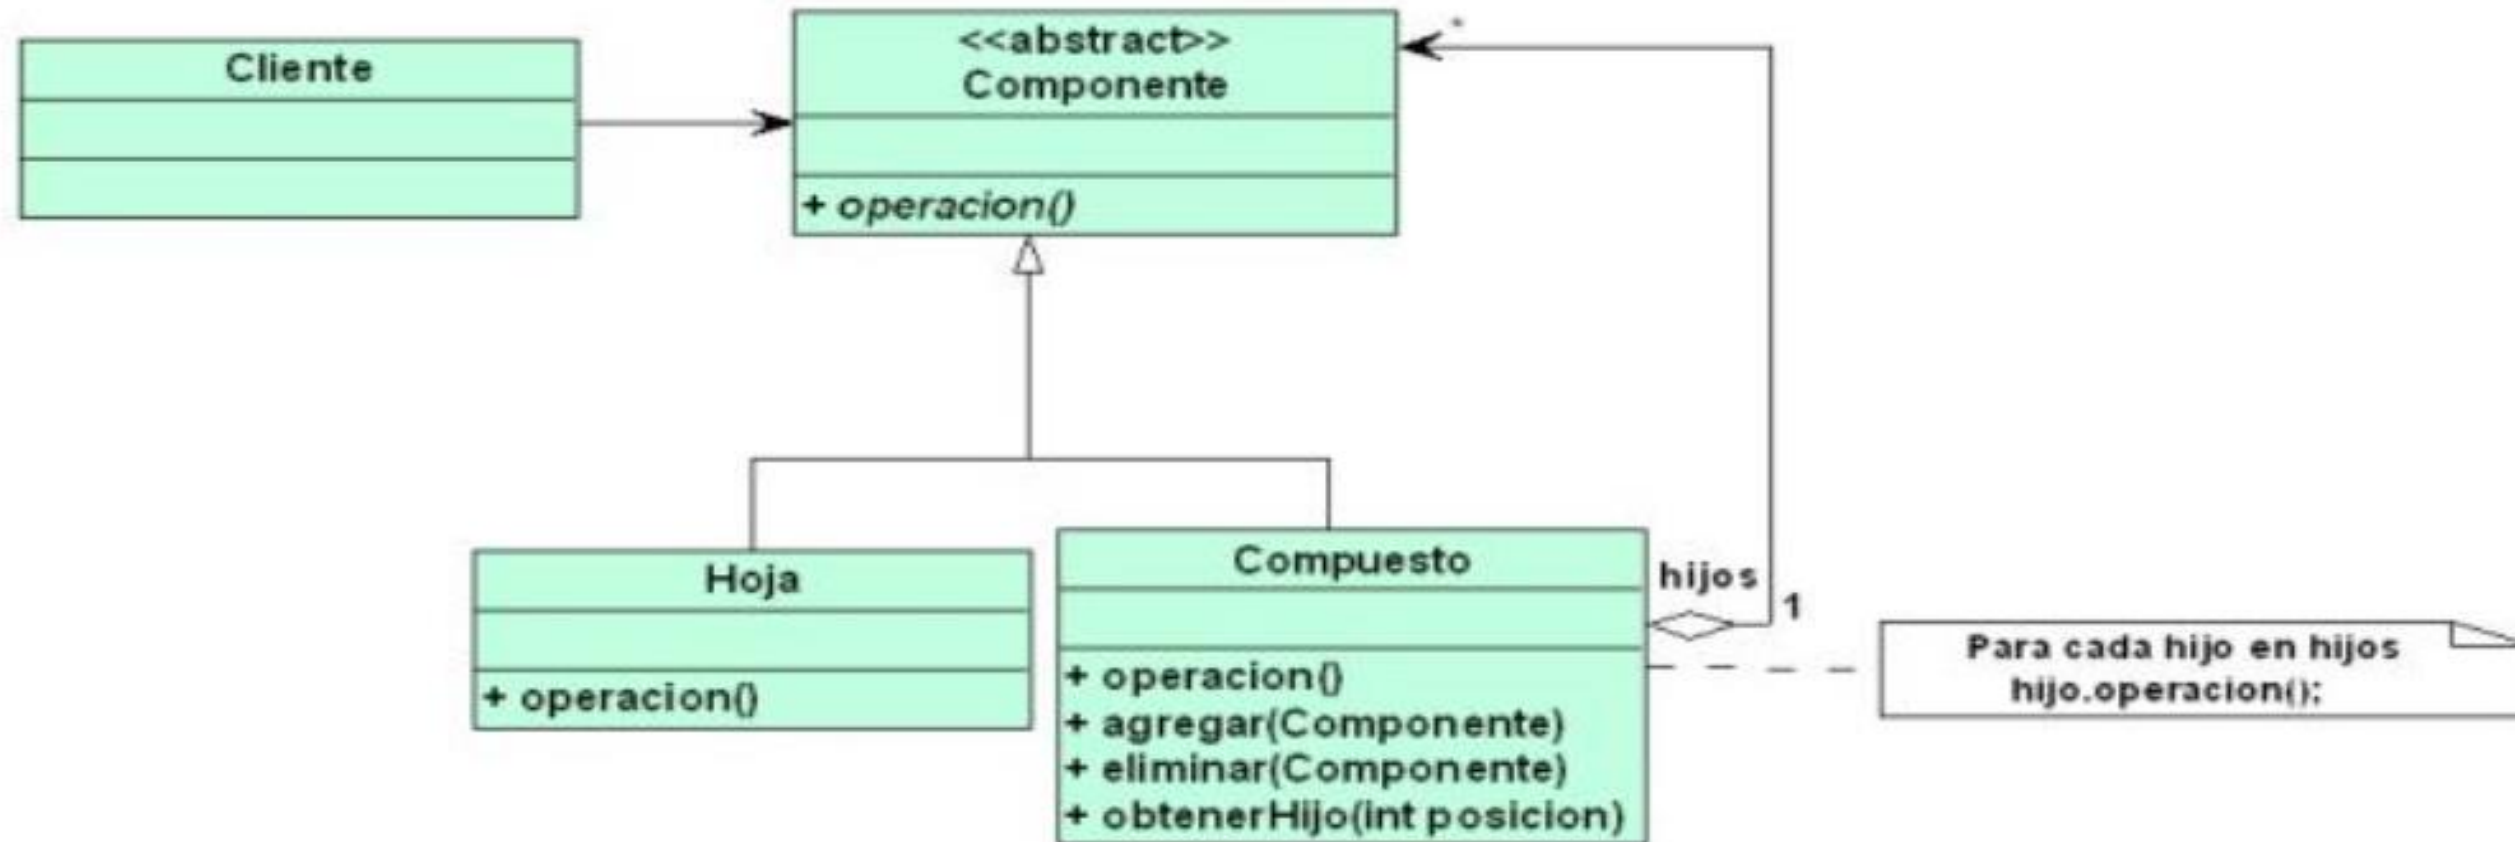 Cliente
<<abstract>>
Componente
+ operacion()
*
Hoja
+ operacion()
Compuesto
+ operacion()
+ agregar(Componente)
+ eliminar(Componente)
+ obtenerHijo(int posicion)
hijos
1
Para cada hijo en hijos
hijo.operacion();